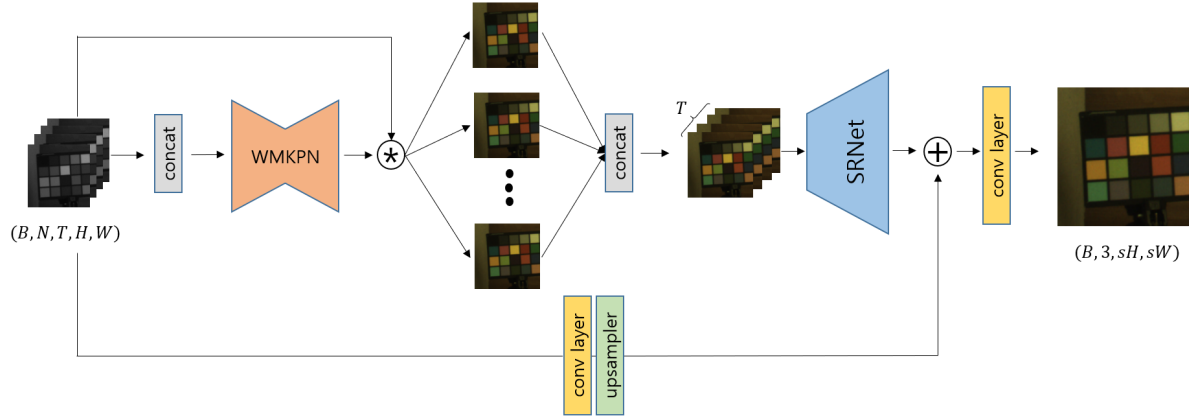 (B, N, T, H, W)
concat
WMKPN
*
concat
T
SRNet
+
conv layer
(B, 3, sH, sW)
conv layer
upsampler